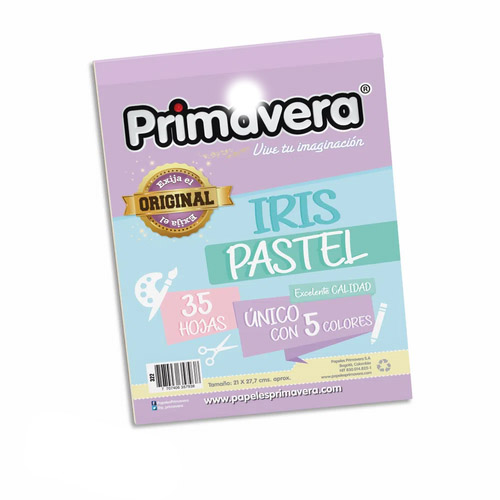 Primavera®
Vive tu imaginación
Exija el
ORIGINAL
Exija el
IRIS
PASTEL
Excelente CALIDAD
35
HOJAS
ÚNICO
CON 5 COLORES
Papeles Primavera S.A.
Bogotá, Colombia
322
Tamaño: 21 X 27,7 cms. aprox.
www.papelesprimavera.com